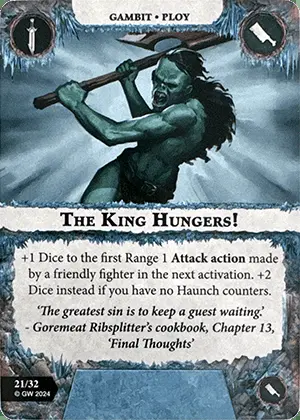 GAMBIT • PLOY
THE KING HUNGERS!
+1 Dice to the first Range 1 Attack action made
by a friendly fighter in the next activation. +2
Dice instead if you have no Haunch counters.
'The greatest sin is to keep a guest waiting.'
- Goremeat Ribsplitter's cookbook, Chapter 13,
'Final Thoughts'
21/32
© GW 2024